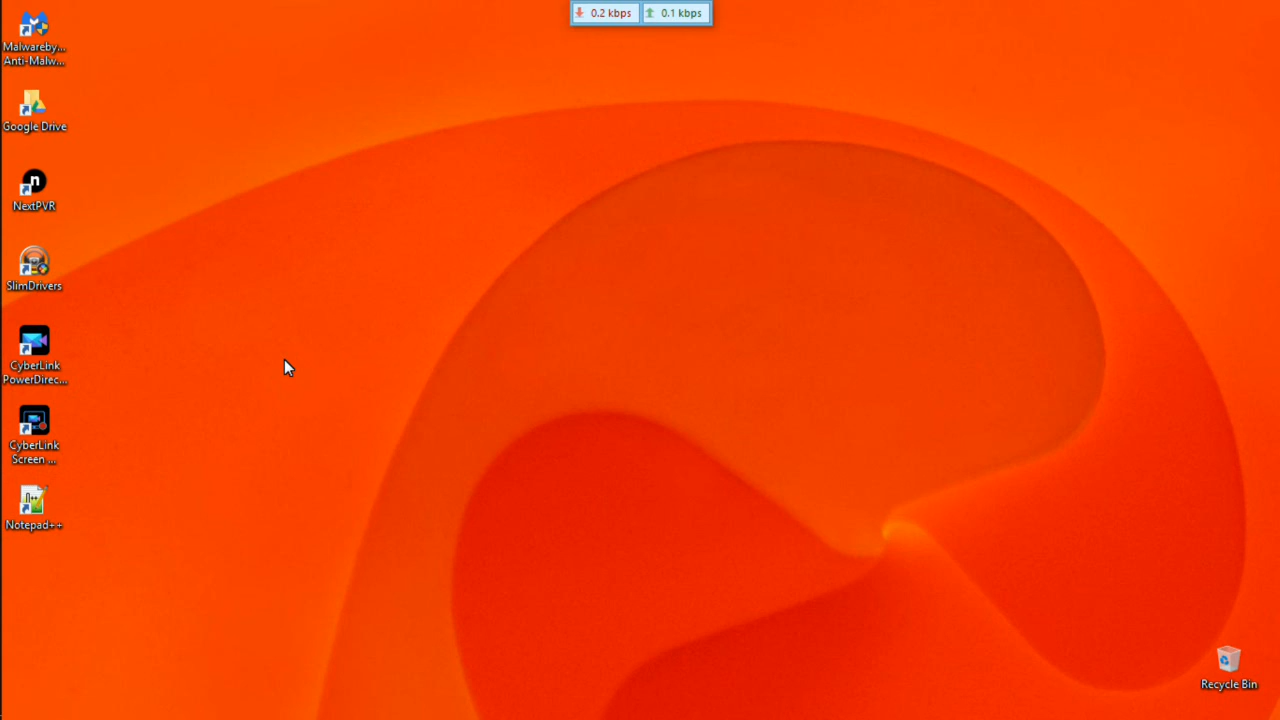 0.2 kbps 0.1 kbps
Malwareby...
Anti-Malw...
Google Drive
n
NextPVR
SlimDrivers
CyberLink
PowerDirec...
CyberLink
Screen ...
Notepad++
Recycle Bin